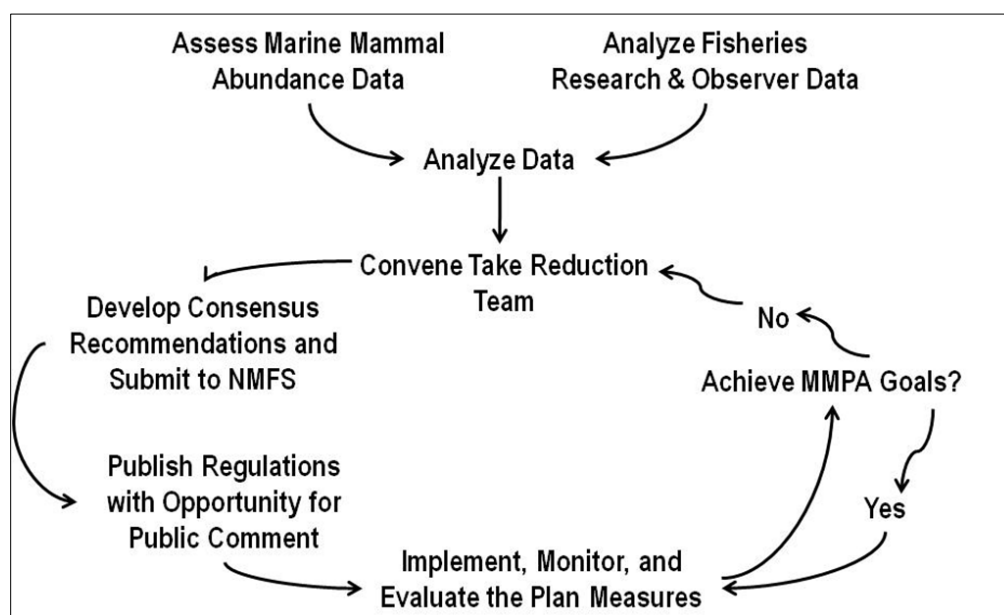 Assess Marine Mammal
Abundance Data
Analyze Fisheries
Research & Observer Data
Analyze Data
Convene Take Reduction
Team
Develop Consensus
Recommendations and
Submit to NMFS
No
Achieve MMPA Goals?
Publish Regulations
with Opportunity for
Public Comment
Yes
Implement, Monitor, and
Evaluate the Plan Measures